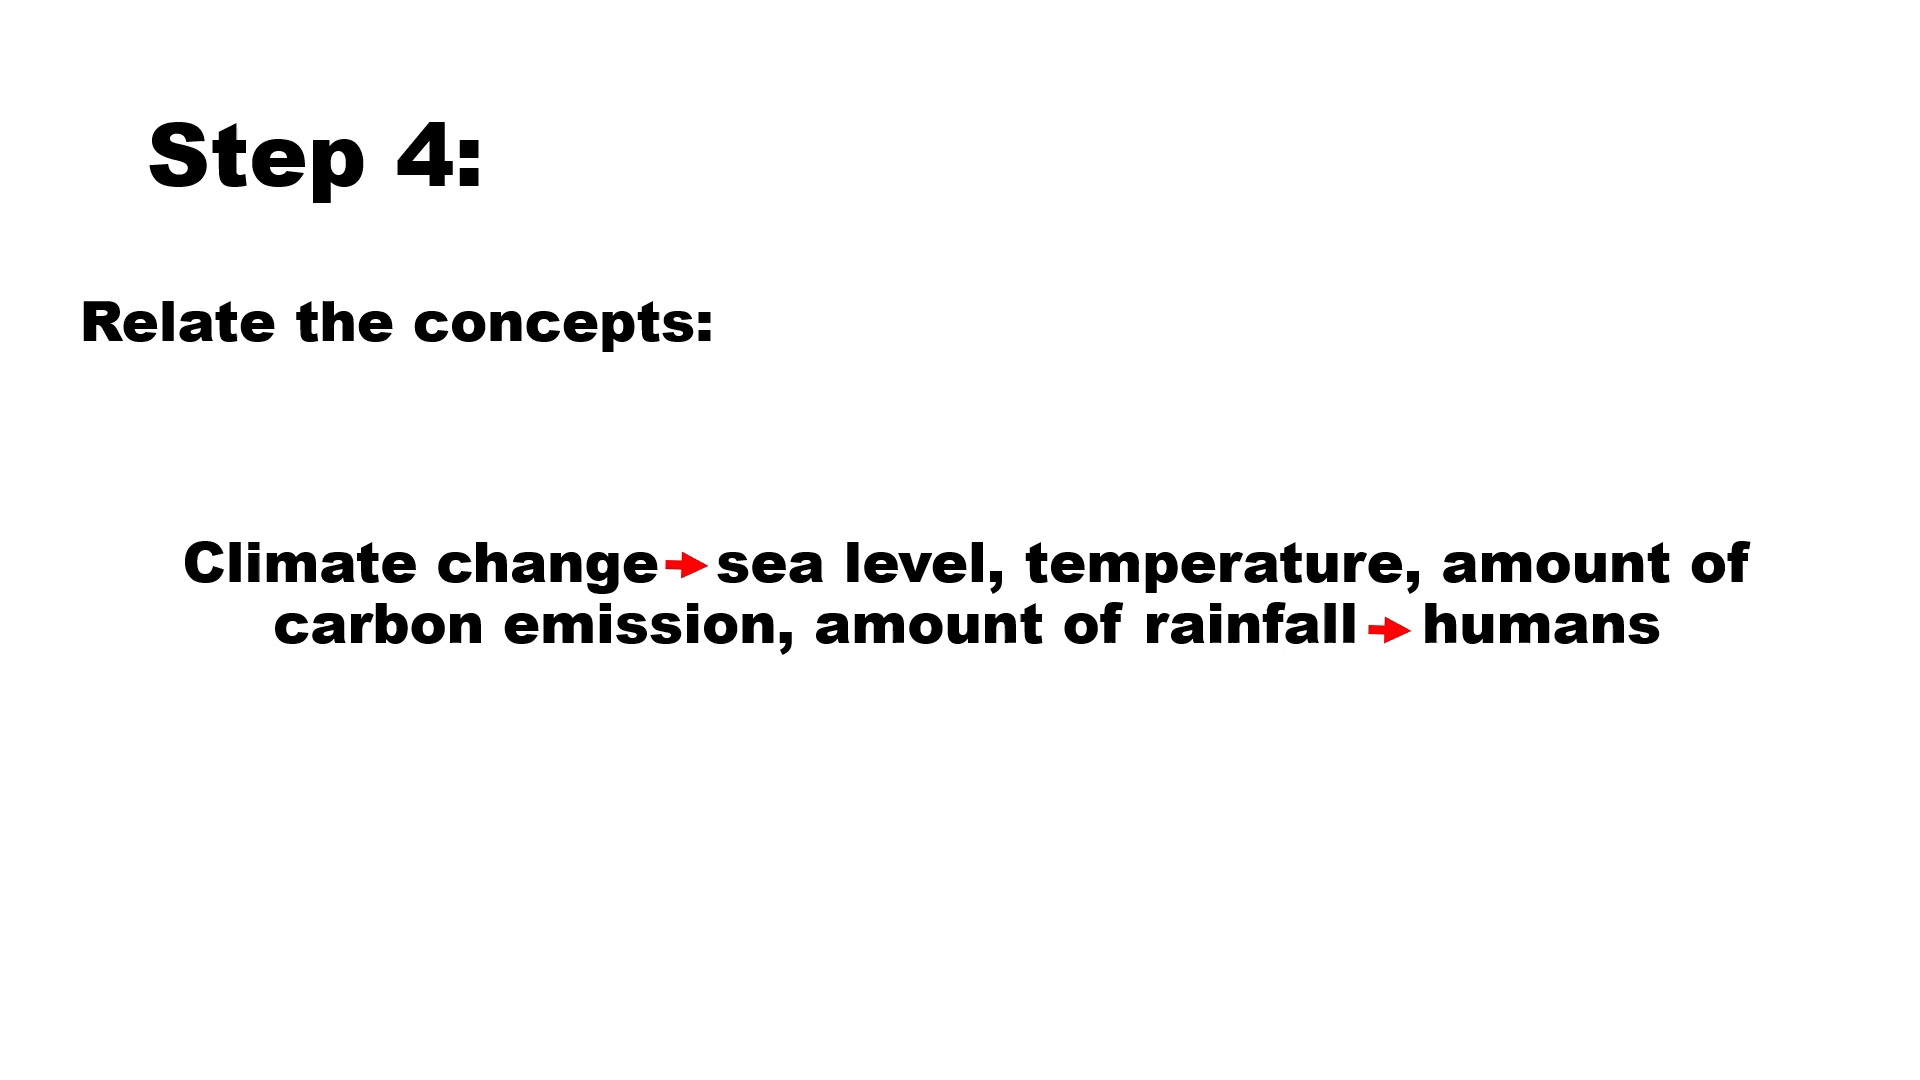 Step 4:
Relate the concepts:
Climate change→sea level, temperature, amount of
carbon emission, amount of rainfall→humans